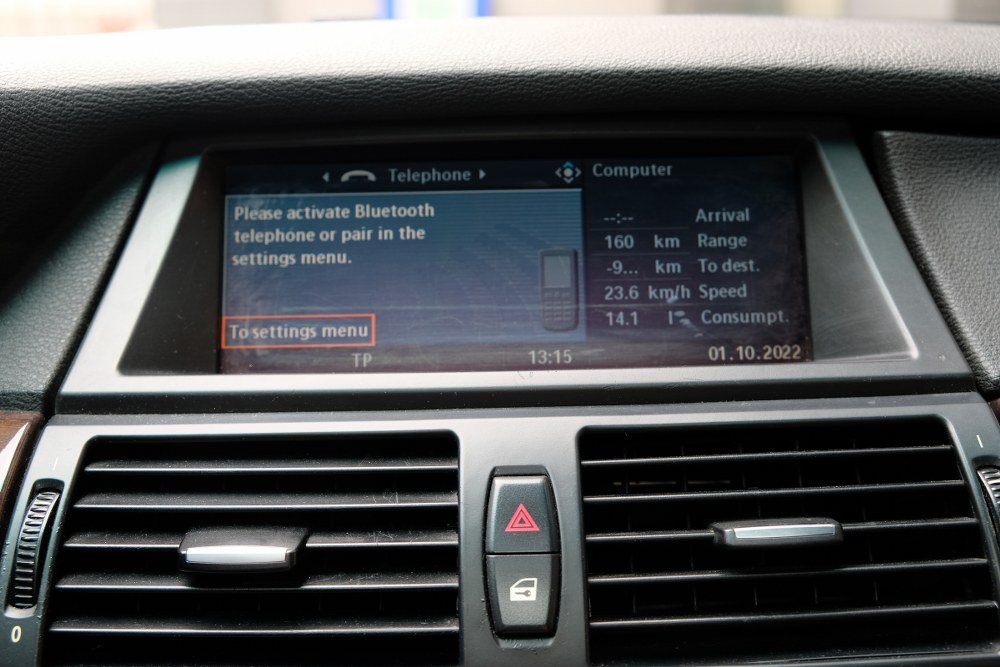 Telephone
Please activate Bluetooth
telephone or pair in the
settings menu.
To settings menu
Computer
--:-- Arrival
160 km Range
-9... km To dest.
23.6 km/h Speed
14.1 Consumpt.
TP 13:15 01.10.2022
0